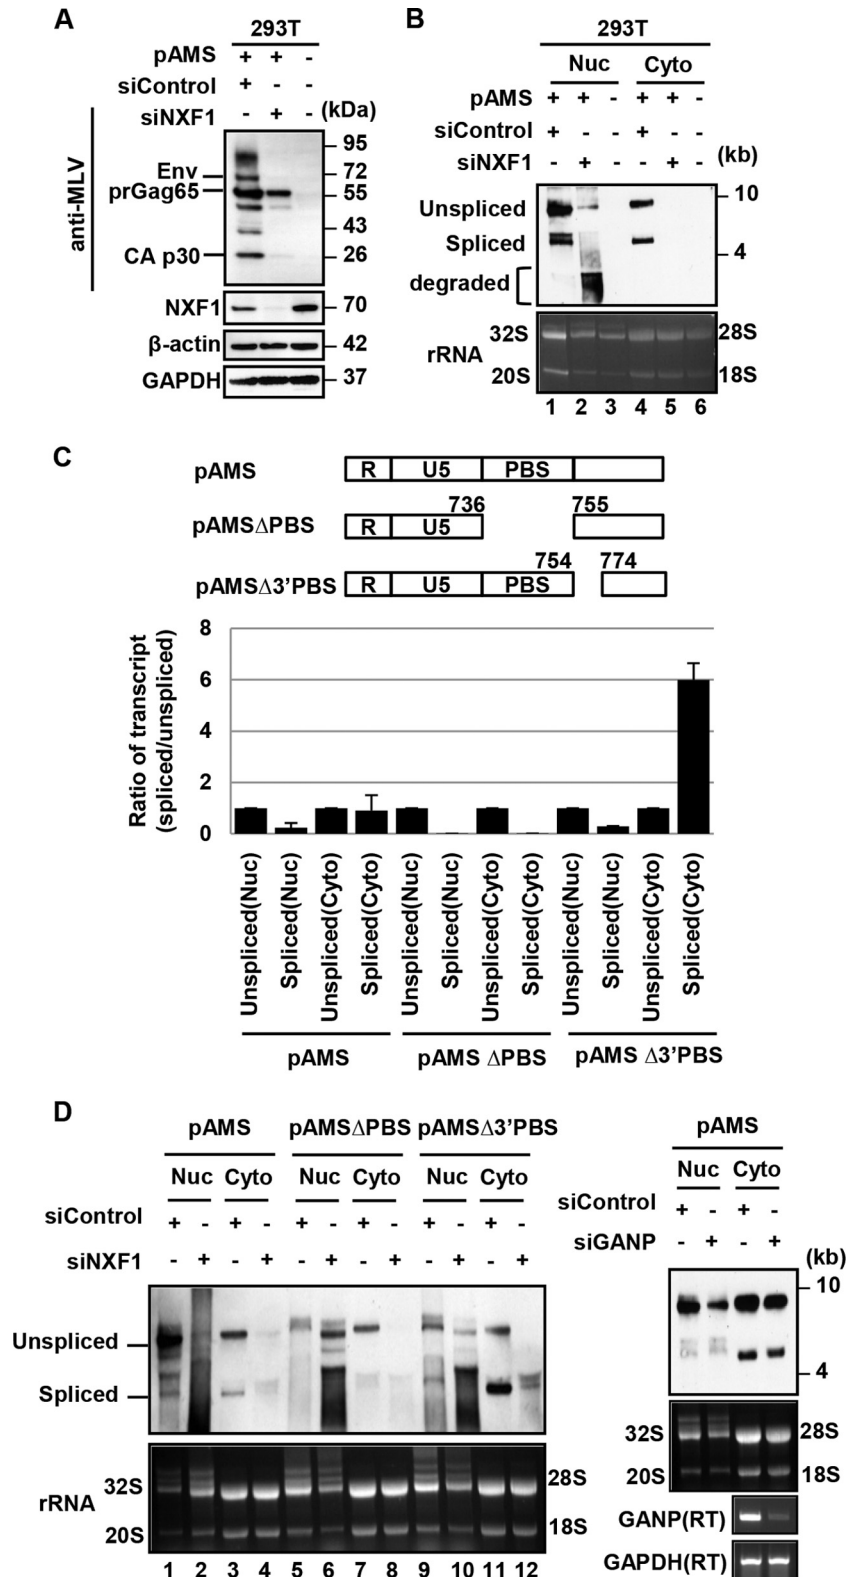 A
293T
pAMS + + -
siControl + - -
siNXF1 - + - (kDa)
anti-MLV
95
Env 72
prGag65 55
43
CA p30 26
NXF1 70
β-actin 42
GAPDH 37
B
293T
Nuc Cyto
pAMS + + - + + -
siControl + - - + - -
siNXF1 - + - - + - (kb)
10
Unspliced
Spliced 4
degraded
32S 28S
rRNA
20S 18S
1 2 3 4 5 6
C
pAMS R U5 PBS
736 755
pAMSΔPBS R U5
754 774
pAMSΔ3'PBS R U5 PBS
Ratio of transcript
(spliced/unspliced)
8
6
4
2
0
Unspliced(Nuc)
Spliced(Nuc)
Unspliced(Cyto)
Spliced(Cyto)
Unspliced(Nuc)
Spliced(Nuc)
Unspliced(Cyto)
Spliced(Cyto)
Unspliced(Nuc)
Spliced(Nuc)
Unspliced(Cyto)
Spliced(Cyto)
pAMS pAMS ΔPBS pAMS Δ3'PBS
D
pAMS pAMSΔPBS pAMSΔ3'PBS
Nuc Cyto Nuc Cyto Nuc Cyto
siControl + - + - + - + - + - + -
siNXF1 - + - + - + - + - + - +
Unspliced
Spliced
32S 28S
rRNA
20S 18S
1 2 3 4 5 6 7 8 9 10 11 12
pAMS
Nuc Cyto
siControl + - + -
siGANP - + - +
(kb)
10
4
32S 28S
20S 18S
GANP(RT)
GAPDH(RT)